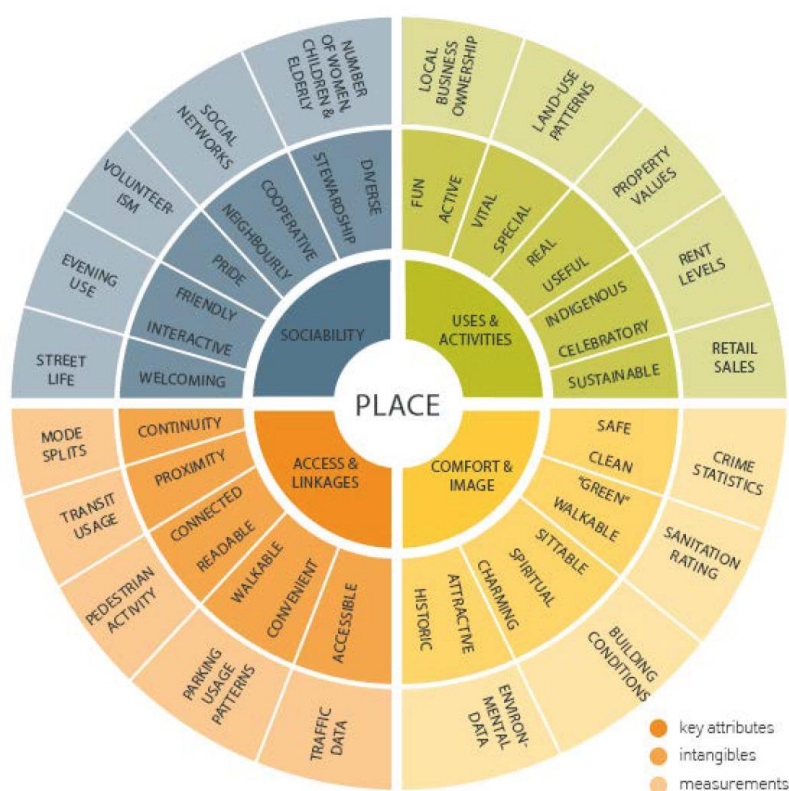 PLACE
SOCIABILITY
USES &
ACTIVITIES
ACCESS &
LINKAGES
COMFORT &
IMAGE
DIVERSE
STEWARDSHIP
COOPERATIVE
NEIGHBOURLY
PRIDE
FRIENDLY
INTERACTIVE
WELCOMING
NUMBER
OF WOMEN,
CHILDREN &
ELDERLY
SOCIAL
NETWORKS
VOLUNTEER-
ISM
EVENING
USE
STREET
LIFE
FUN
ACTIVE
VITAL
SPECIAL
REAL
USEFUL
INDIGENOUS
CELEBRATORY
SUSTAINABLE
LOCAL
BUSINESS
OWNERSHIP
LAND-USE
PATTERNS
PROPERTY
VALUES
RENT
LEVELS
RETAIL
SALES
CONTINUITY
PROXIMITY
CONNECTED
READABLE
WALKABLE
CONVENIENT
ACCESSIBLE
MODE
SPLITS
TRANSIT
USAGE
PEDESTRIAN
ACTIVITY
PARKING
USAGE
PATTERNS
TRAFFIC
DATA
SAFE
CLEAN
"GREEN"
WALKABLE
SITTABLE
SPIRITUAL
CHARMING
ATTRACTIVE
HISTORIC
CRIME
STATISTICS
SANITATION
RATING
BUILDING
CONDITIONS
ENVIRON-
MENTAL
DATA
key attributes
intangibles
measurements